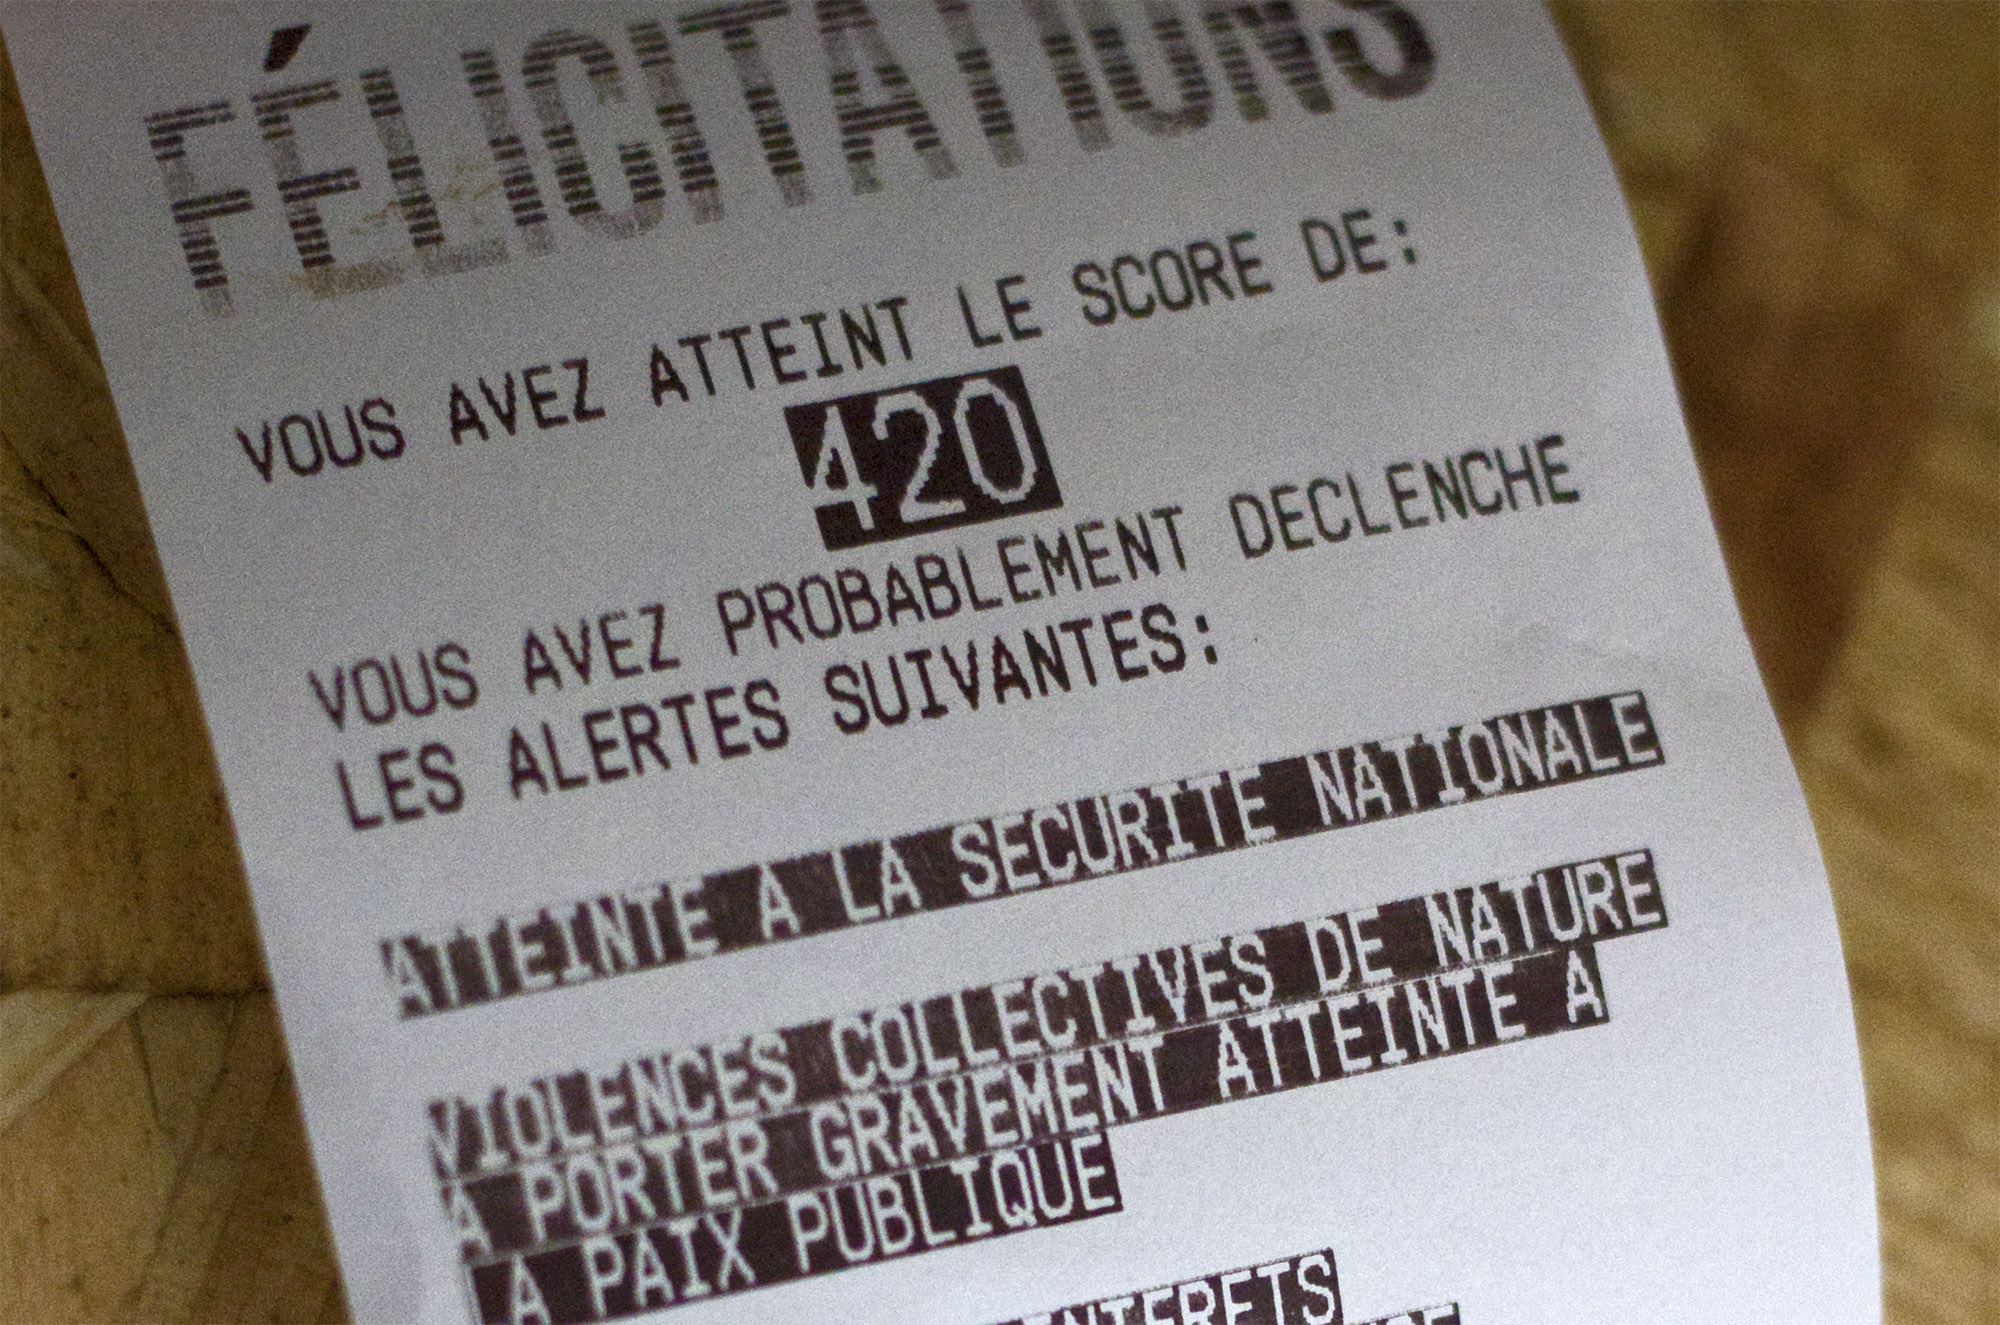 FÉLICITATIONS
VOUS AVEZ ATTEINT LE SCORE DE:
420
VOUS AVEZ PROBABLEMENT DECLENCHE
LES ALERTES SUIVANTES:
ATTEINTE A LA SECURITE NATIONALE
VIOLENCES COLLECTIVES DE NATURE
A PORTER GRAVEMENT ATTEINTE A
A PAIX PUBLIQUE
INTERETS